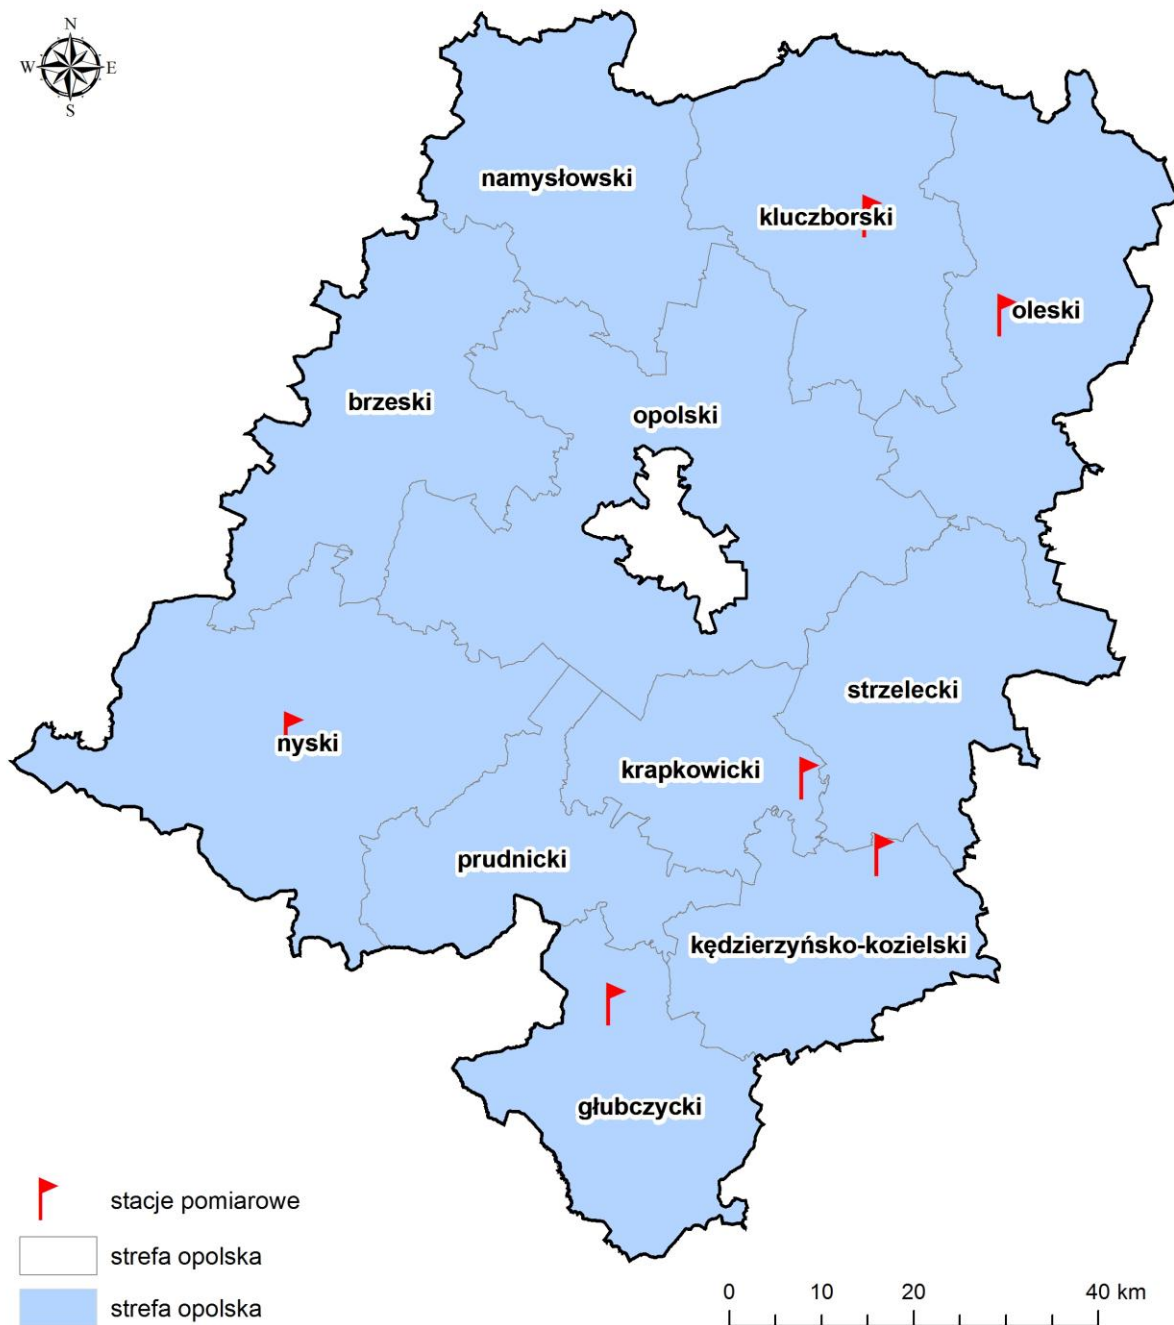 N
W E
S
namysłowski
kluczborski
oleski
brzeski
opolski
strzelecki
nyski
krapkowicki
prudnicki
kędzierzyńsko-kozielski
głubczycki
stacje pomiarowe
strefa opolska
strefa opolska
0 10 20 40 km